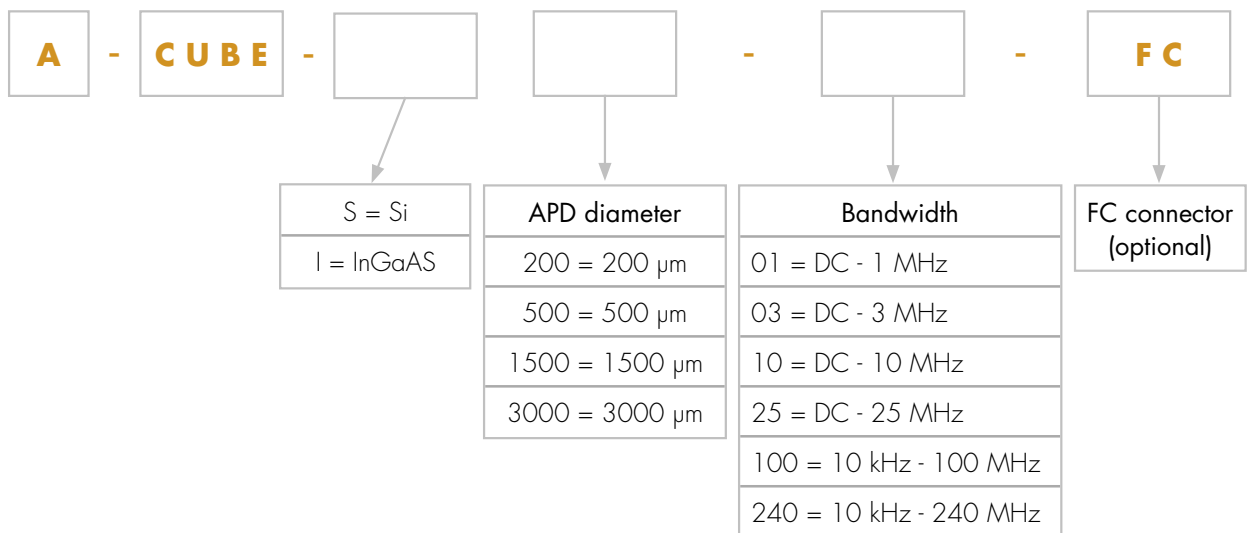 A - CUBE - - - FC
S = Si
I = InGaAS
APD diameter
200 = 200 µm
500 = 500 µm
1500 = 1500 µm
3000 = 3000 µm
Bandwidth
01 = DC - 1 MHz
03 = DC - 3 MHz
10 = DC - 10 MHz
25 = DC - 25 MHz
100 = 10 kHz - 100 MHz
240 = 10 kHz - 240 MHz
FC connector
(optional)